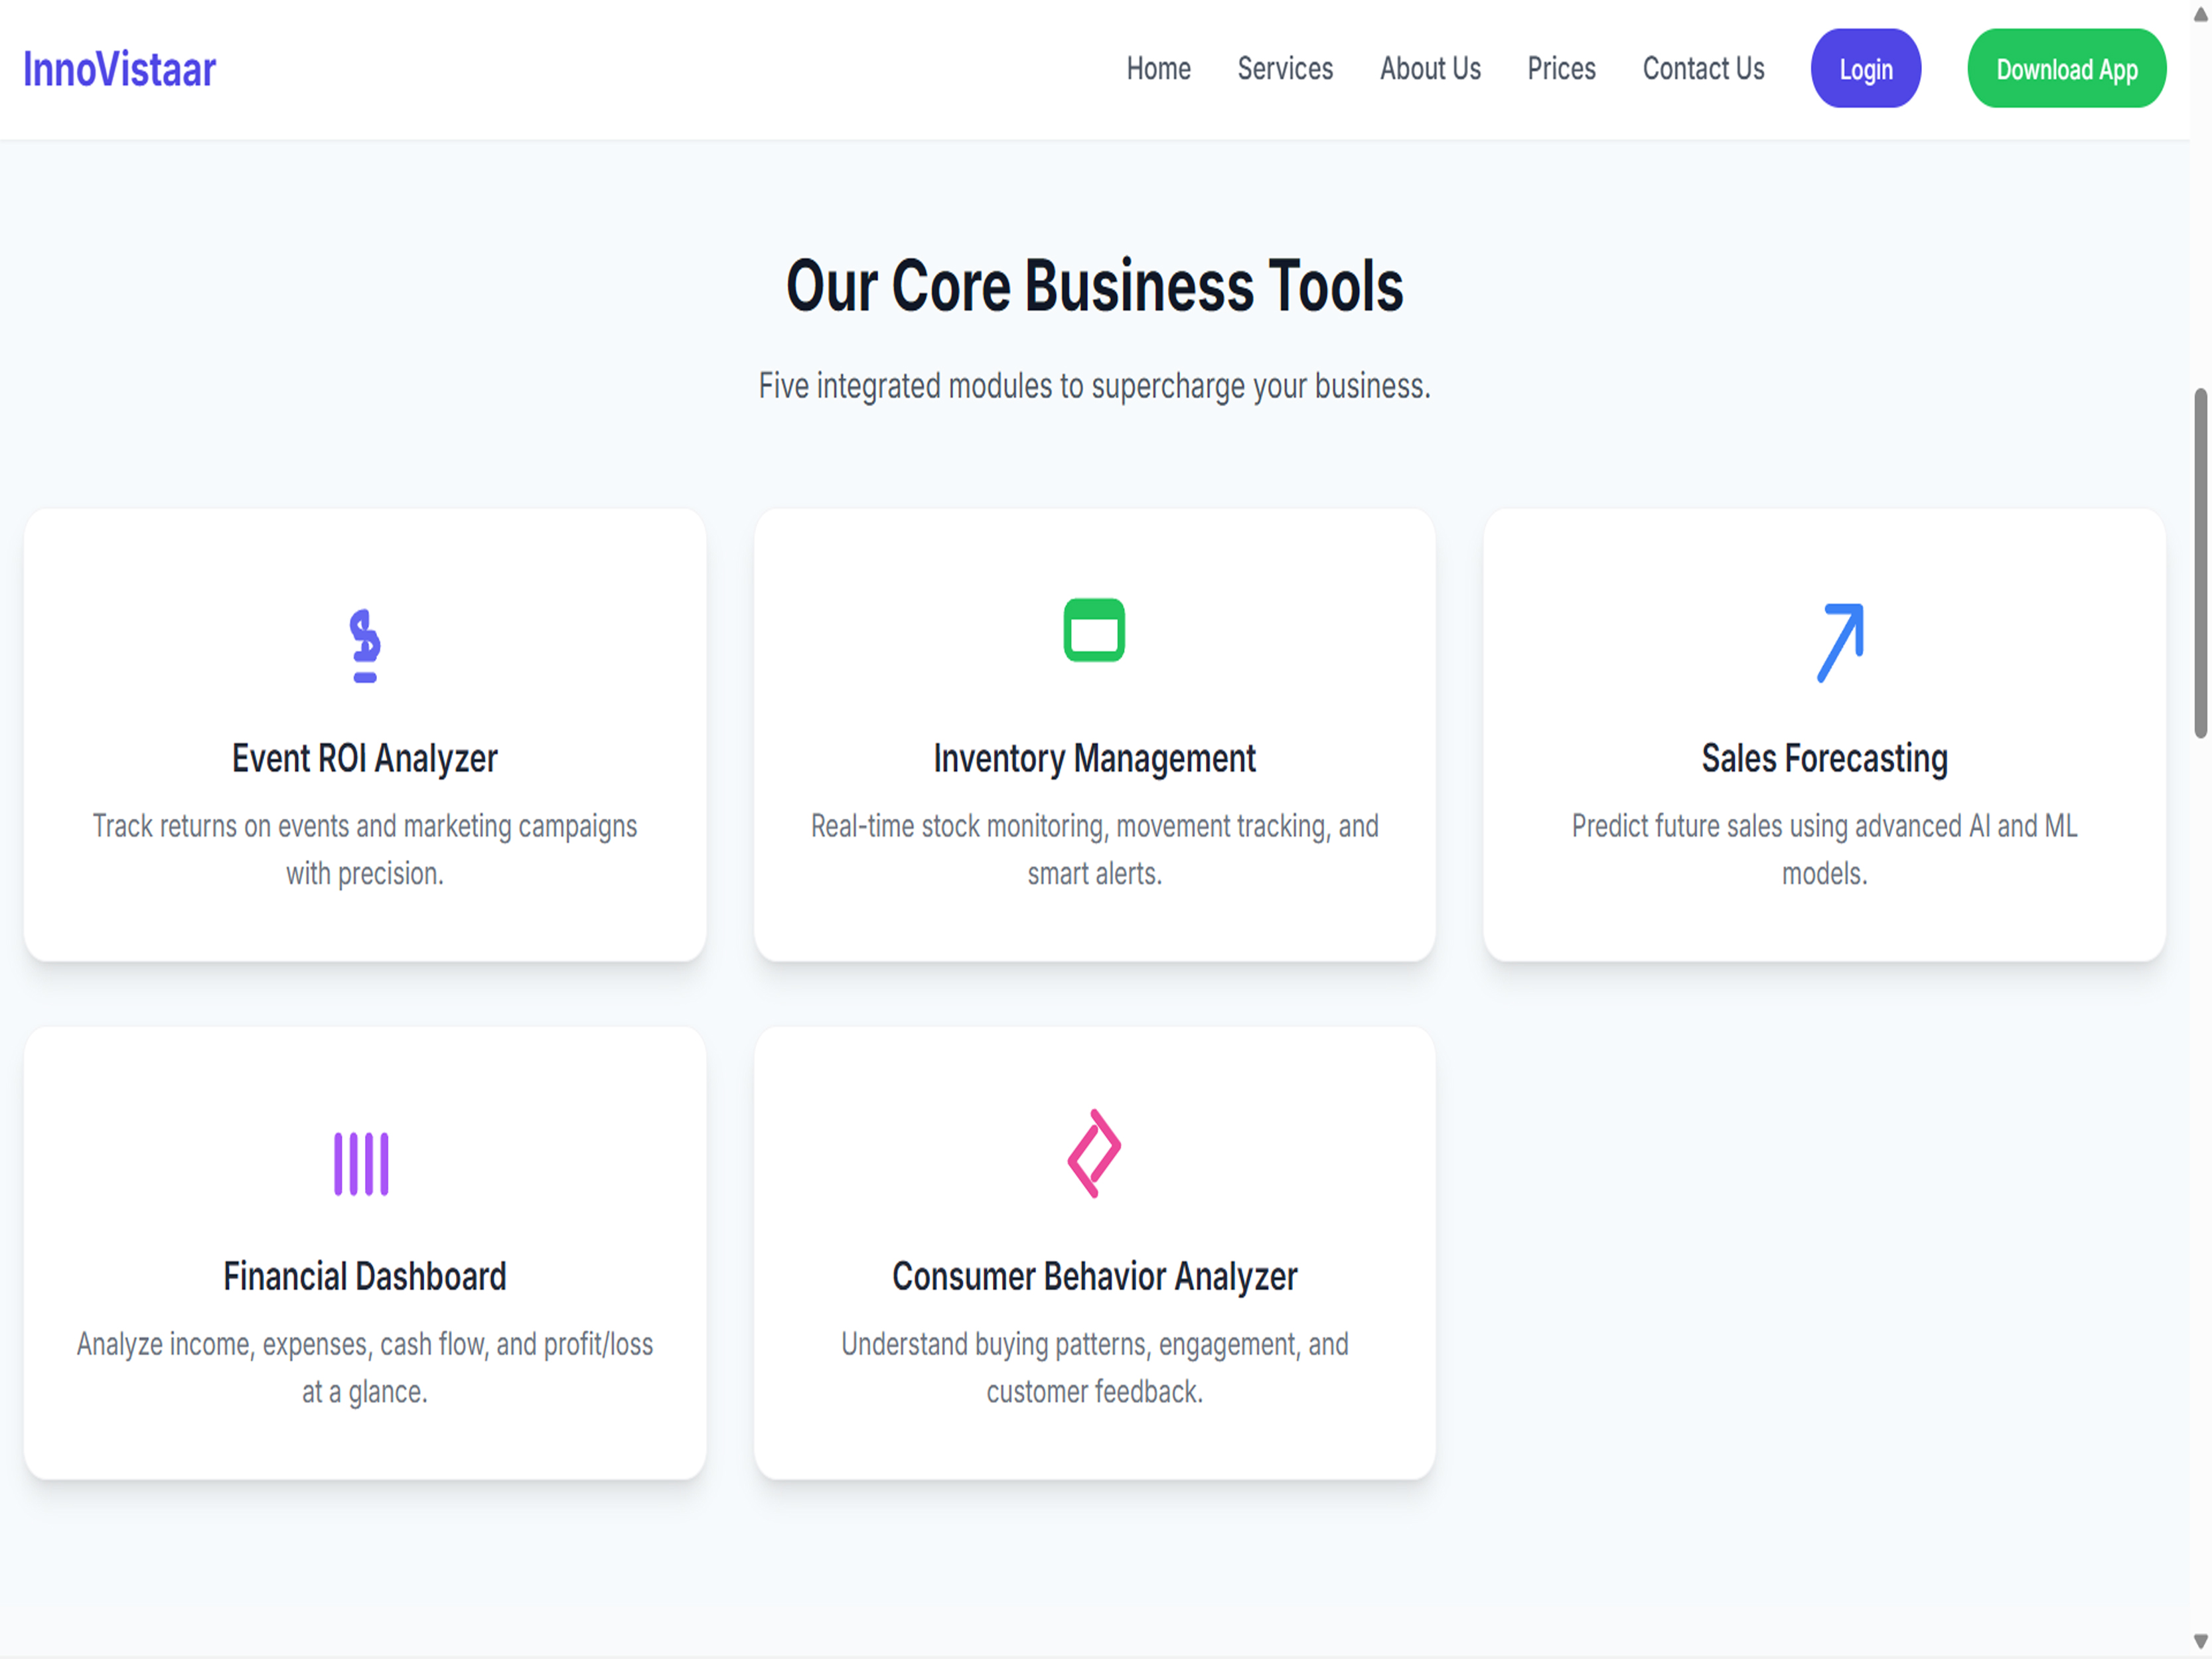 InnoVistaar
Home Services About Us Prices Contact Us Login Download App
Our Core Business Tools
Five integrated modules to supercharge your business.
Event ROI Analyzer
Track returns on events and marketing campaigns
with precision.
Inventory Management
Real-time stock monitoring, movement tracking, and
smart alerts.
Sales Forecasting
Predict future sales using advanced AI and ML
models.
Financial Dashboard
Analyze income, expenses, cash flow, and profit/loss
at a glance.
Consumer Behavior Analyzer
Understand buying patterns, engagement, and
customer feedback.